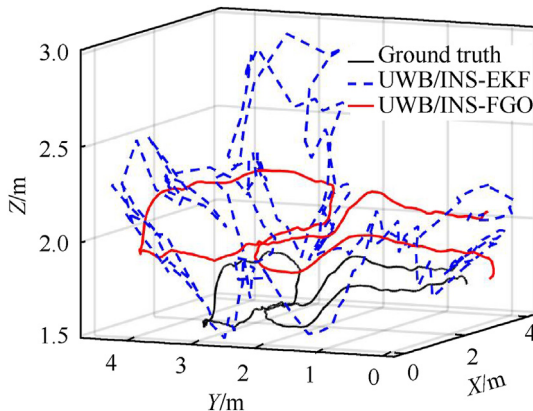 3.0
Ground truth
UWB/INS-EKF
UWB/INS-FGO
2.5
Z/m
2.0
1.5
4 3 2 1 0 0 2 4
Y/m X/m